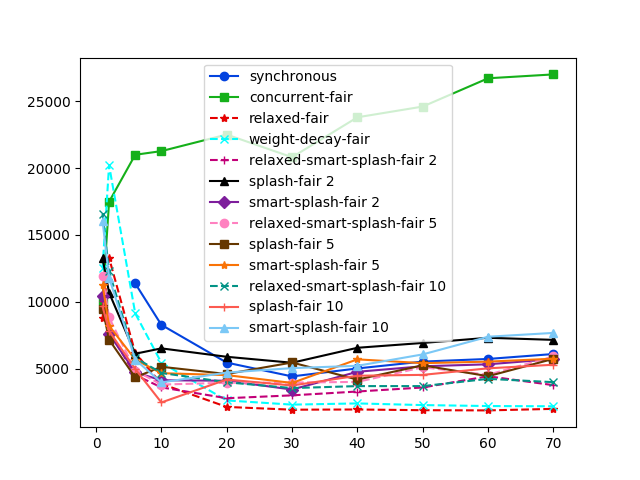 25000
20000
15000
10000
5000
0
10
20
30
40
50
60
70
synchronous
concurrent-fair
relaxed-fair
weight-decay-fair
relaxed-smart-splash-fair 2
splash-fair 2
smart-splash-fair 2
relaxed-smart-splash-fair 5
splash-fair 5
smart-splash-fair 5
relaxed-smart-splash-fair 10
splash-fair 10
smart-splash-fair 10